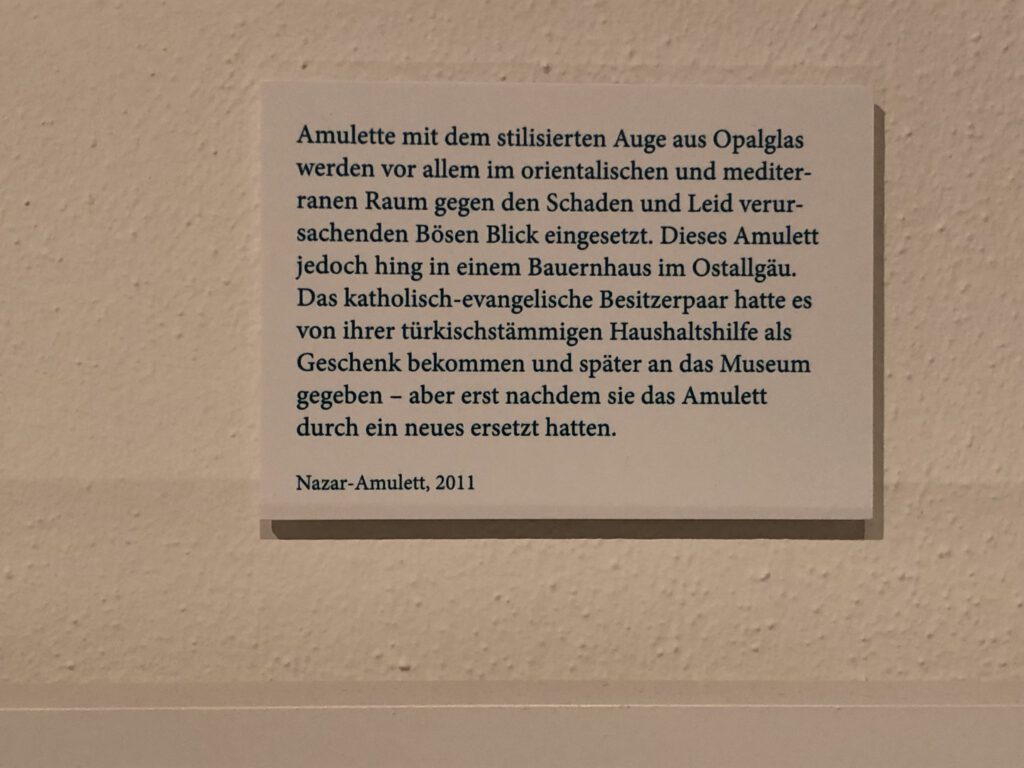 Amulette mit dem stilisierten Auge aus Opalglas
werden vor allem im orientalischen und mediter-
ranen Raum gegen den Schaden und Leid verur-
sachenden Bösen Blick eingesetzt. Dieses Amulett
jedoch hing in einem Bauernhaus im Ostallgäu.
Das katholisch-evangelische Besitzerpaar hatte es
von ihrer türkischstämmigen Haushaltshilfe als
Geschenk bekommen und später an das Museum
gegeben – aber erst nachdem sie das Amulett
durch ein neues ersetzt hatten.
Nazar-Amulett, 2011